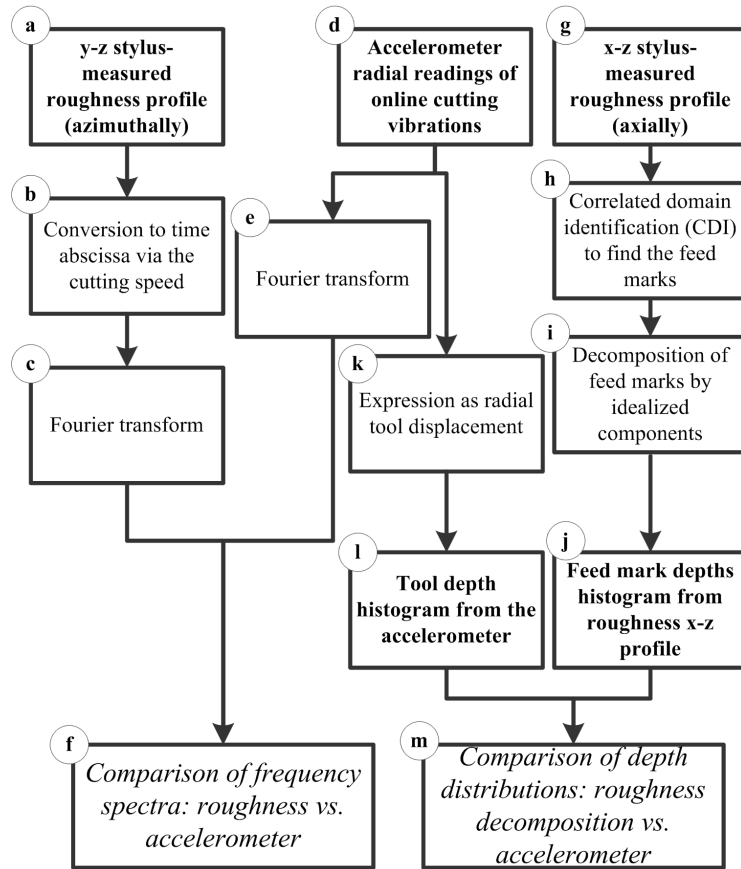 a
y-z stylus-
measured
roughness profile
(azimuthally)
b
Conversion to time
abscissa via the
cutting speed
c
Fourier transform
d
Accelerometer
radial readings of
online cutting
vibrations
e
Fourier transform
f
Comparison of frequency
spectra: roughness vs.
accelerometer
g
x-z stylus-
measured
roughness profile
(axially)
h
Correlated domain
identification (CDI)
to find the feed
marks
i
Decomposition of
feed marks by
idealized
components
j
Feed mark depths
histogram from
roughness x-z
profile
k
Expression as radial
tool displacement
l
Tool depth
histogram from the
accelerometer
m
Comparison of depth
distributions: roughness
decomposition vs.
accelerometer